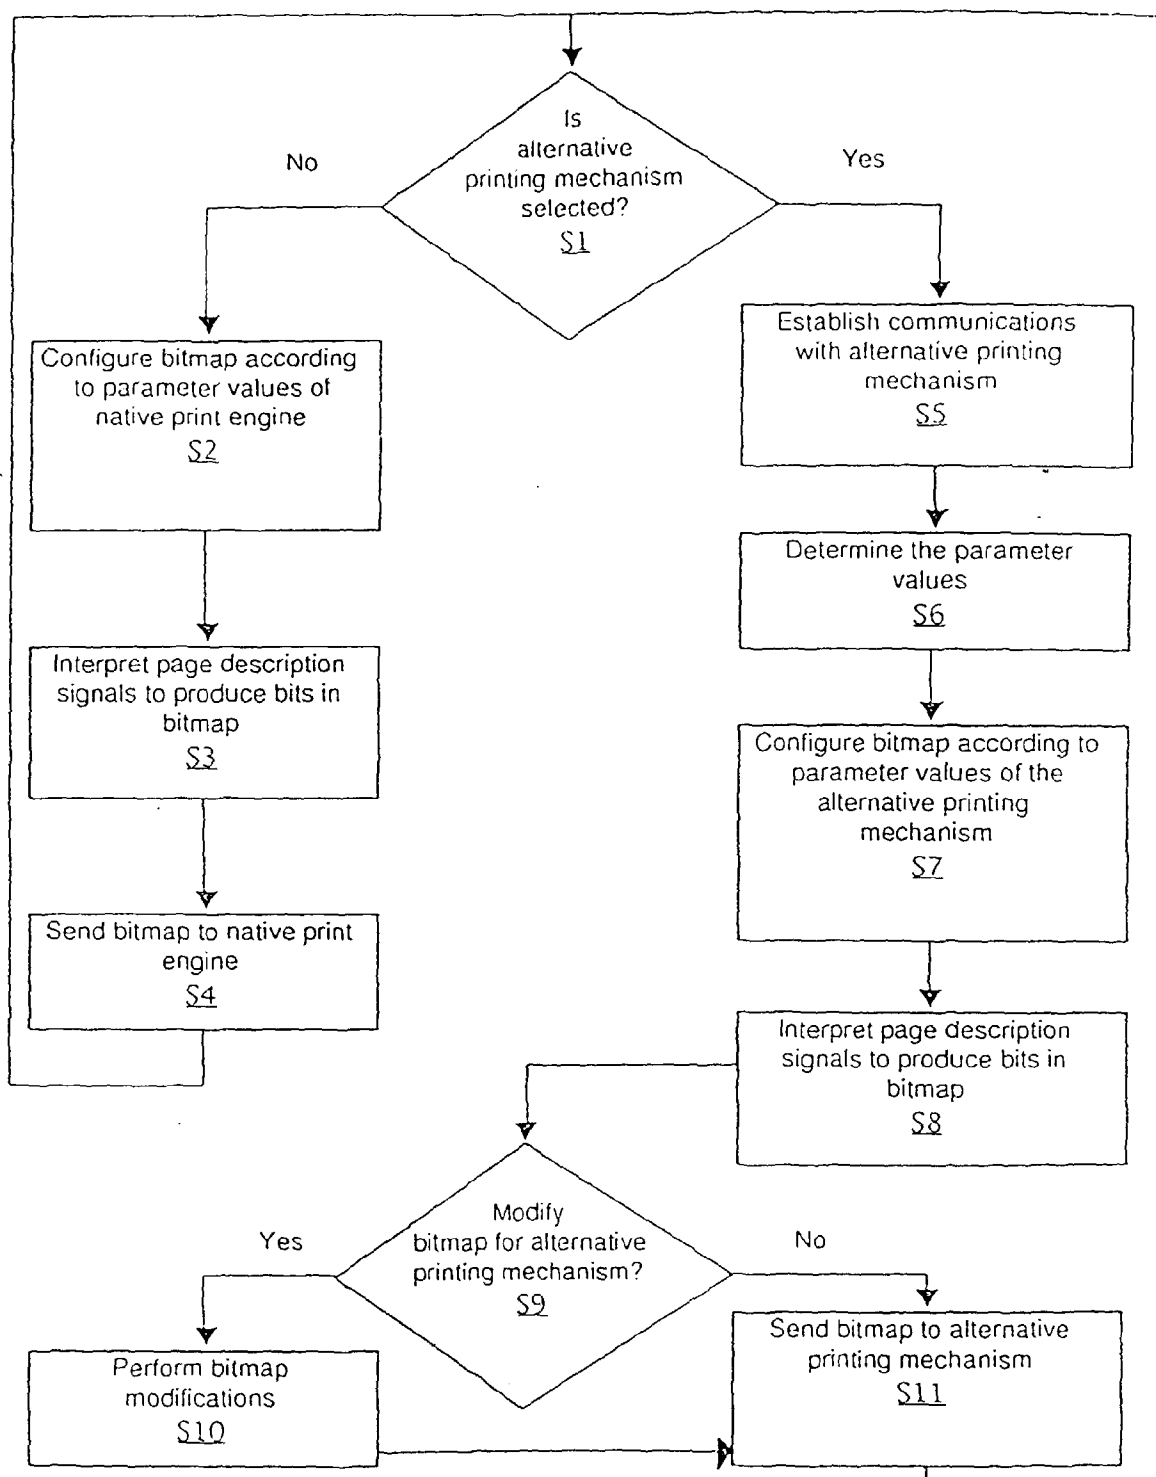 Is
alternative
printing mechanism
selected?
S1
No
Yes
Configure bitmap according
to parameter values of
native print engine
S2
Interpret page description
signals to produce bits in
bitmap
S3
Send bitmap to native print
engine
S4
Establish communications
with alternative printing
mechanism
S5
Determine the parameter
values
S6
Configure bitmap according to
parameter values of the
alternative printing
mechanism
S7
Interpret page description
signals to produce bits in
bitmap
S8
Modify
bitmap for alternative
printing mechanism?
S9
Yes
No
Perform bitmap
modifications
S10
Send bitmap to alternative
printing mechanism
S11